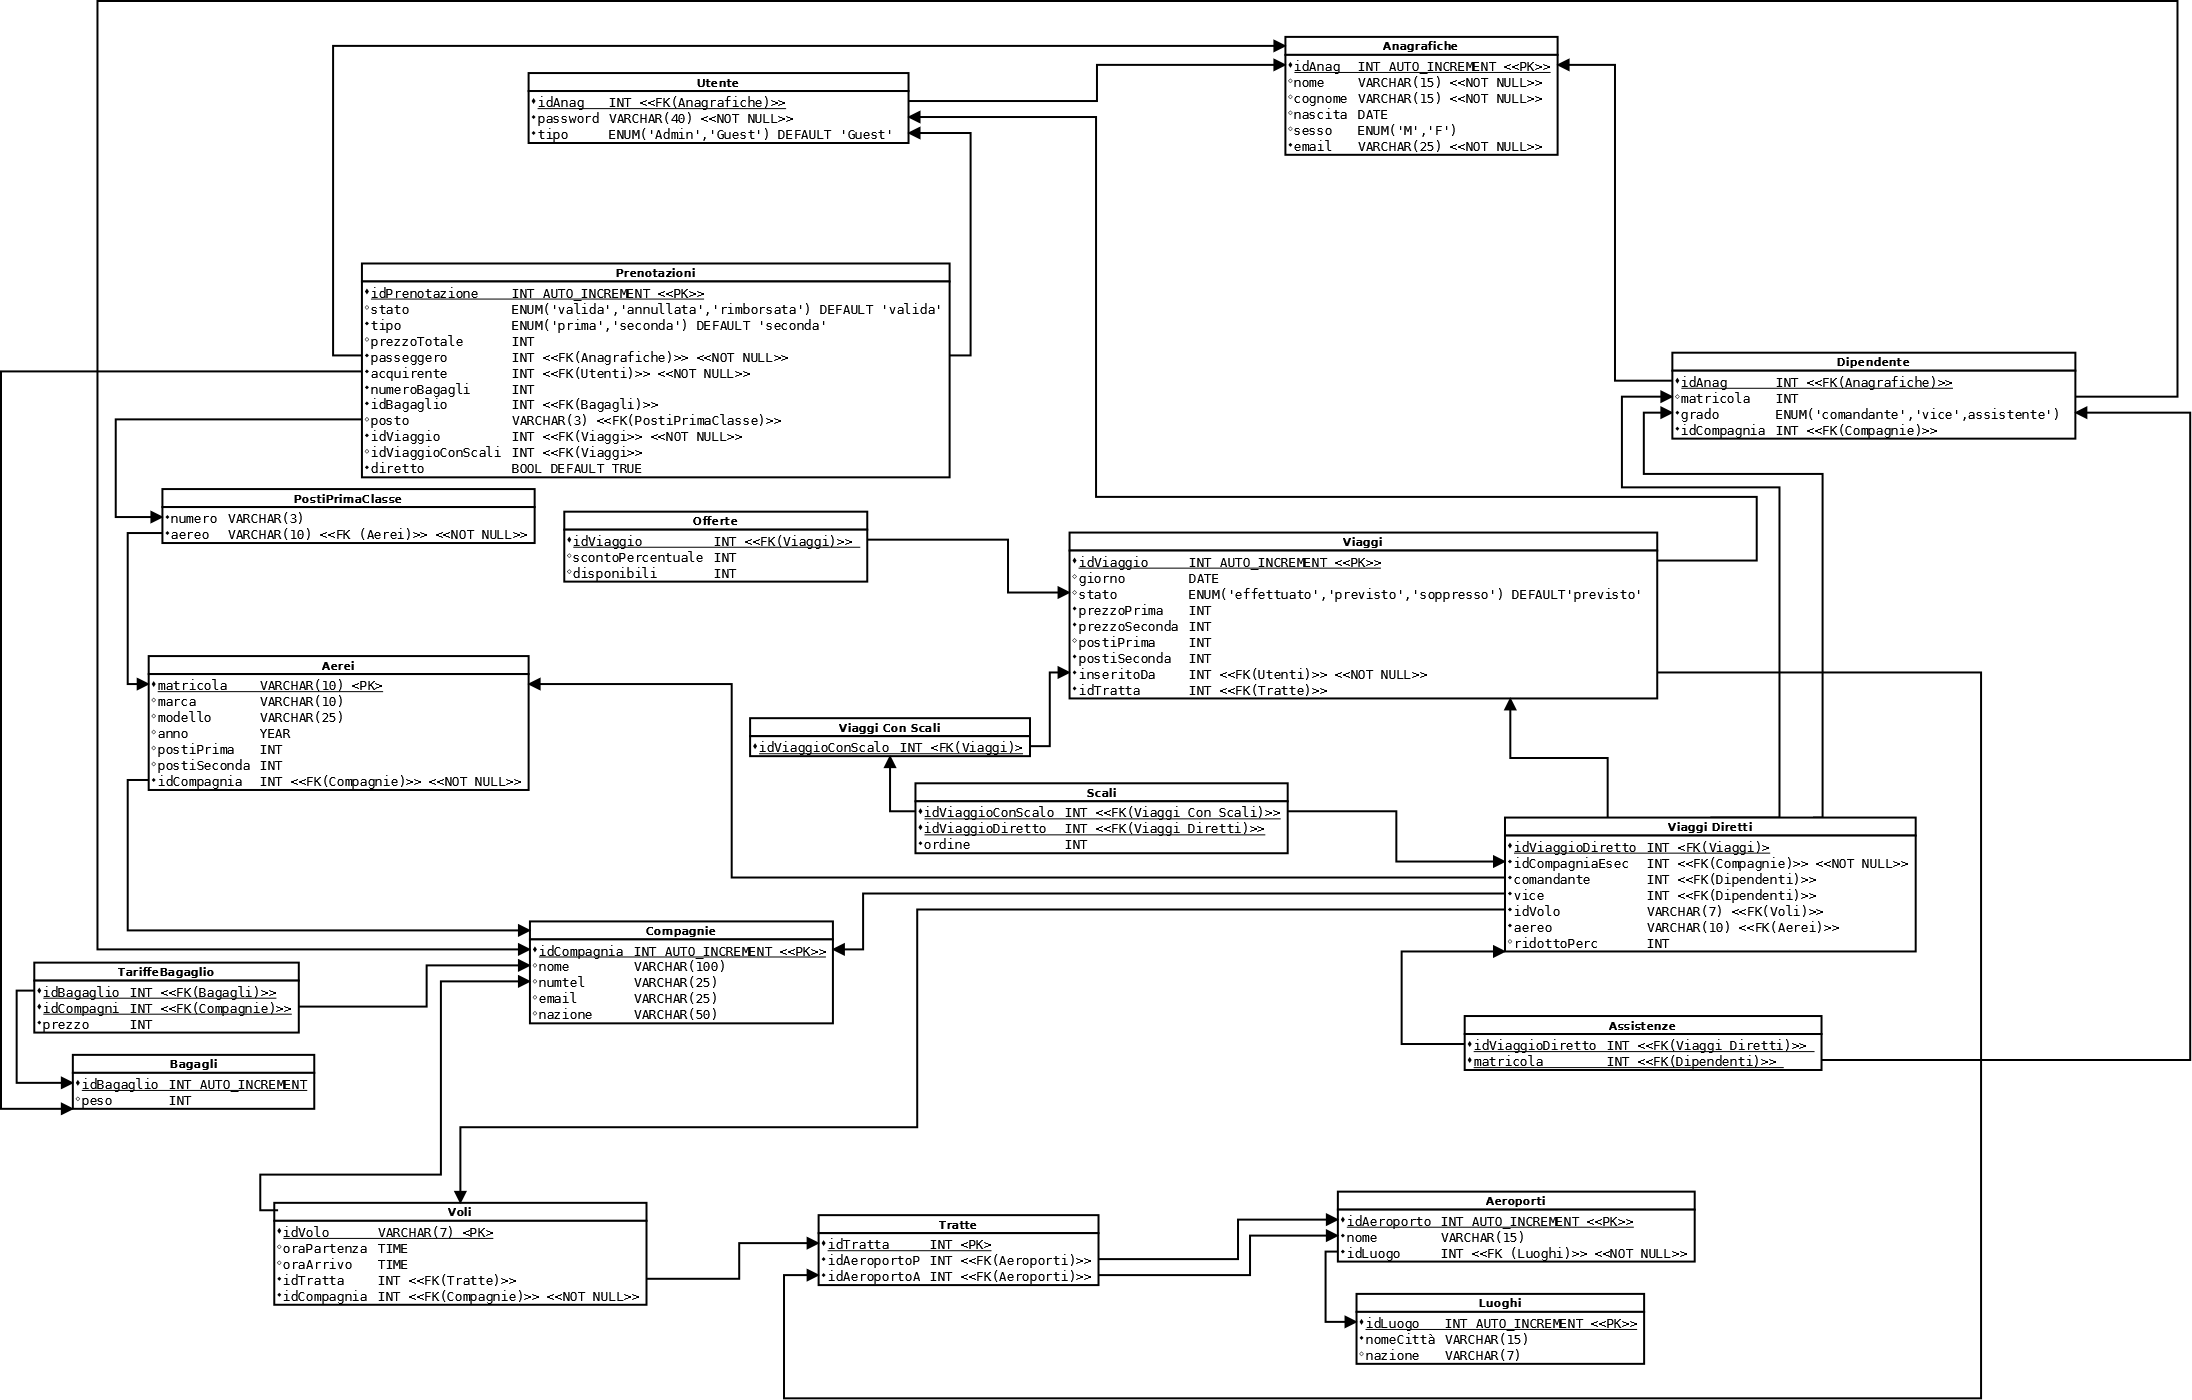 Anagrafiche
idAnag INT AUTO_INCREMENT <<PK>>
nome VARCHAR(15) <<NOT NULL>>
cognome VARCHAR(15) <<NOT NULL>>
nascita DATE
sesso ENUM('M','F')
email VARCHAR(25) <<NOT NULL>>
Utente
idAnag INT <<FK(Anagrafiche)>>
password VARCHAR(40) <<NOT NULL>>
tipo ENUM('Admin','Guest') DEFAULT 'Guest'
Prenotazioni
idPrenotazione INT AUTO_INCREMENT <<PK>>
stato ENUM('valida','annullata','rimborsata') DEFAULT 'valida'
tipo ENUM('prima','seconda') DEFAULT 'seconda'
prezzoTotale INT
passeggero INT <<FK(Anagrafiche)>> <<NOT NULL>>
acquirente INT <<FK(Utenti)>> <<NOT NULL>>
numeroBagagli INT
idBagaglio INT <<FK(Bagagli)>>
posto VARCHAR(3) <<FK(PostiPrimaClasse)>>
idViaggio INT <<FK(Viaggi>> <<NOT NULL>>
idViaggioConScali INT <<FK(Viaggi>>
diretto BOOL DEFAULT TRUE
Dipendente
idAnag INT <<FK(Anagrafiche)>>
matricola INT
grado ENUM('comandante','vice',assistente')
idCompagnia INT <<FK(Compagnie)>>
PostiPrimaClasse
numero VARCHAR(3)
aereo VARCHAR(10) <<FK (Aerei)>> <<NOT NULL>>
Offerte
idViaggio INT <<FK(Viaggi)>>
scontoPercentuale INT
disponibili INT
Viaggi
idViaggio INT AUTO_INCREMENT <<PK>>
giorno DATE
stato ENUM('effettuato','previsto','soppresso') DEFAULT'previsto'
prezzoPrima INT
prezzoSeconda INT
postiPrima INT
postiSeconda INT
inseritoDa INT <<FK(Utenti)>> <<NOT NULL>>
idTratta INT <<FK(Tratte)>>
Aerei
matricola VARCHAR(10) <PK>
marca VARCHAR(10)
modello VARCHAR(25)
anno YEAR
postiPrima INT
postiSeconda INT
idCompagnia INT <<FK(Compagnie)>> <<NOT NULL>>
Viaggi Con Scali
idViaggioConScalo INT <FK(Viaggi)>
Scali
idViaggioConScalo INT <<FK(Viaggi Con Scali)>>
idViaggioDiretto INT <<FK(Viaggi Diretti)>>
ordine INT
Viaggi Diretti
idViaggioDiretto INT <FK(Viaggi)>
idCompagniaEsec INT <<FK(Compagnie)>> <<NOT NULL>>
comandante INT <<FK(Dipendenti)>>
vice INT <<FK(Dipendenti)>>
idVolo VARCHAR(7) <<FK(Voli)>>
aereo VARCHAR(10) <<FK(Aerei)>>
ridottoPerc INT
Compagnie
idCompagnia INT AUTO_INCREMENT <<PK>>
nome VARCHAR(100)
numtel VARCHAR(25)
email VARCHAR(25)
nazione VARCHAR(50)
TariffeBagaglio
idBagaglio INT <<FK(Bagagli)>>
idCompagni INT <<FK(Compagnie)>>
prezzo INT
Bagagli
idBagaglio INT AUTO_INCREMENT
peso INT
Assistenze
idViaggioDiretto INT <<FK(Viaggi Diretti)>>
matricola INT <<FK(Dipendenti)>>
Voli
idVolo VARCHAR(7) <PK>
oraPartenza TIME
oraArrivo TIME
idTratta INT <<FK(Tratte)>>
idCompagnia INT <<FK(Compagnie)>> <<NOT NULL>>
Tratte
idTratta INT <PK>
idAeroportoP INT <<FK(Aeroporti)>>
idAeroportoA INT <<FK(Aeroporti)>>
Aeroporti
idAeroporto INT AUTO_INCREMENT <<PK>>
nome VARCHAR(15)
idLuogo INT <<FK (Luoghi)>> <<NOT NULL>>
Luoghi
idLuogo INT AUTO_INCREMENT <<PK>>
nomeCittà VARCHAR(15)
nazione VARCHAR(7)